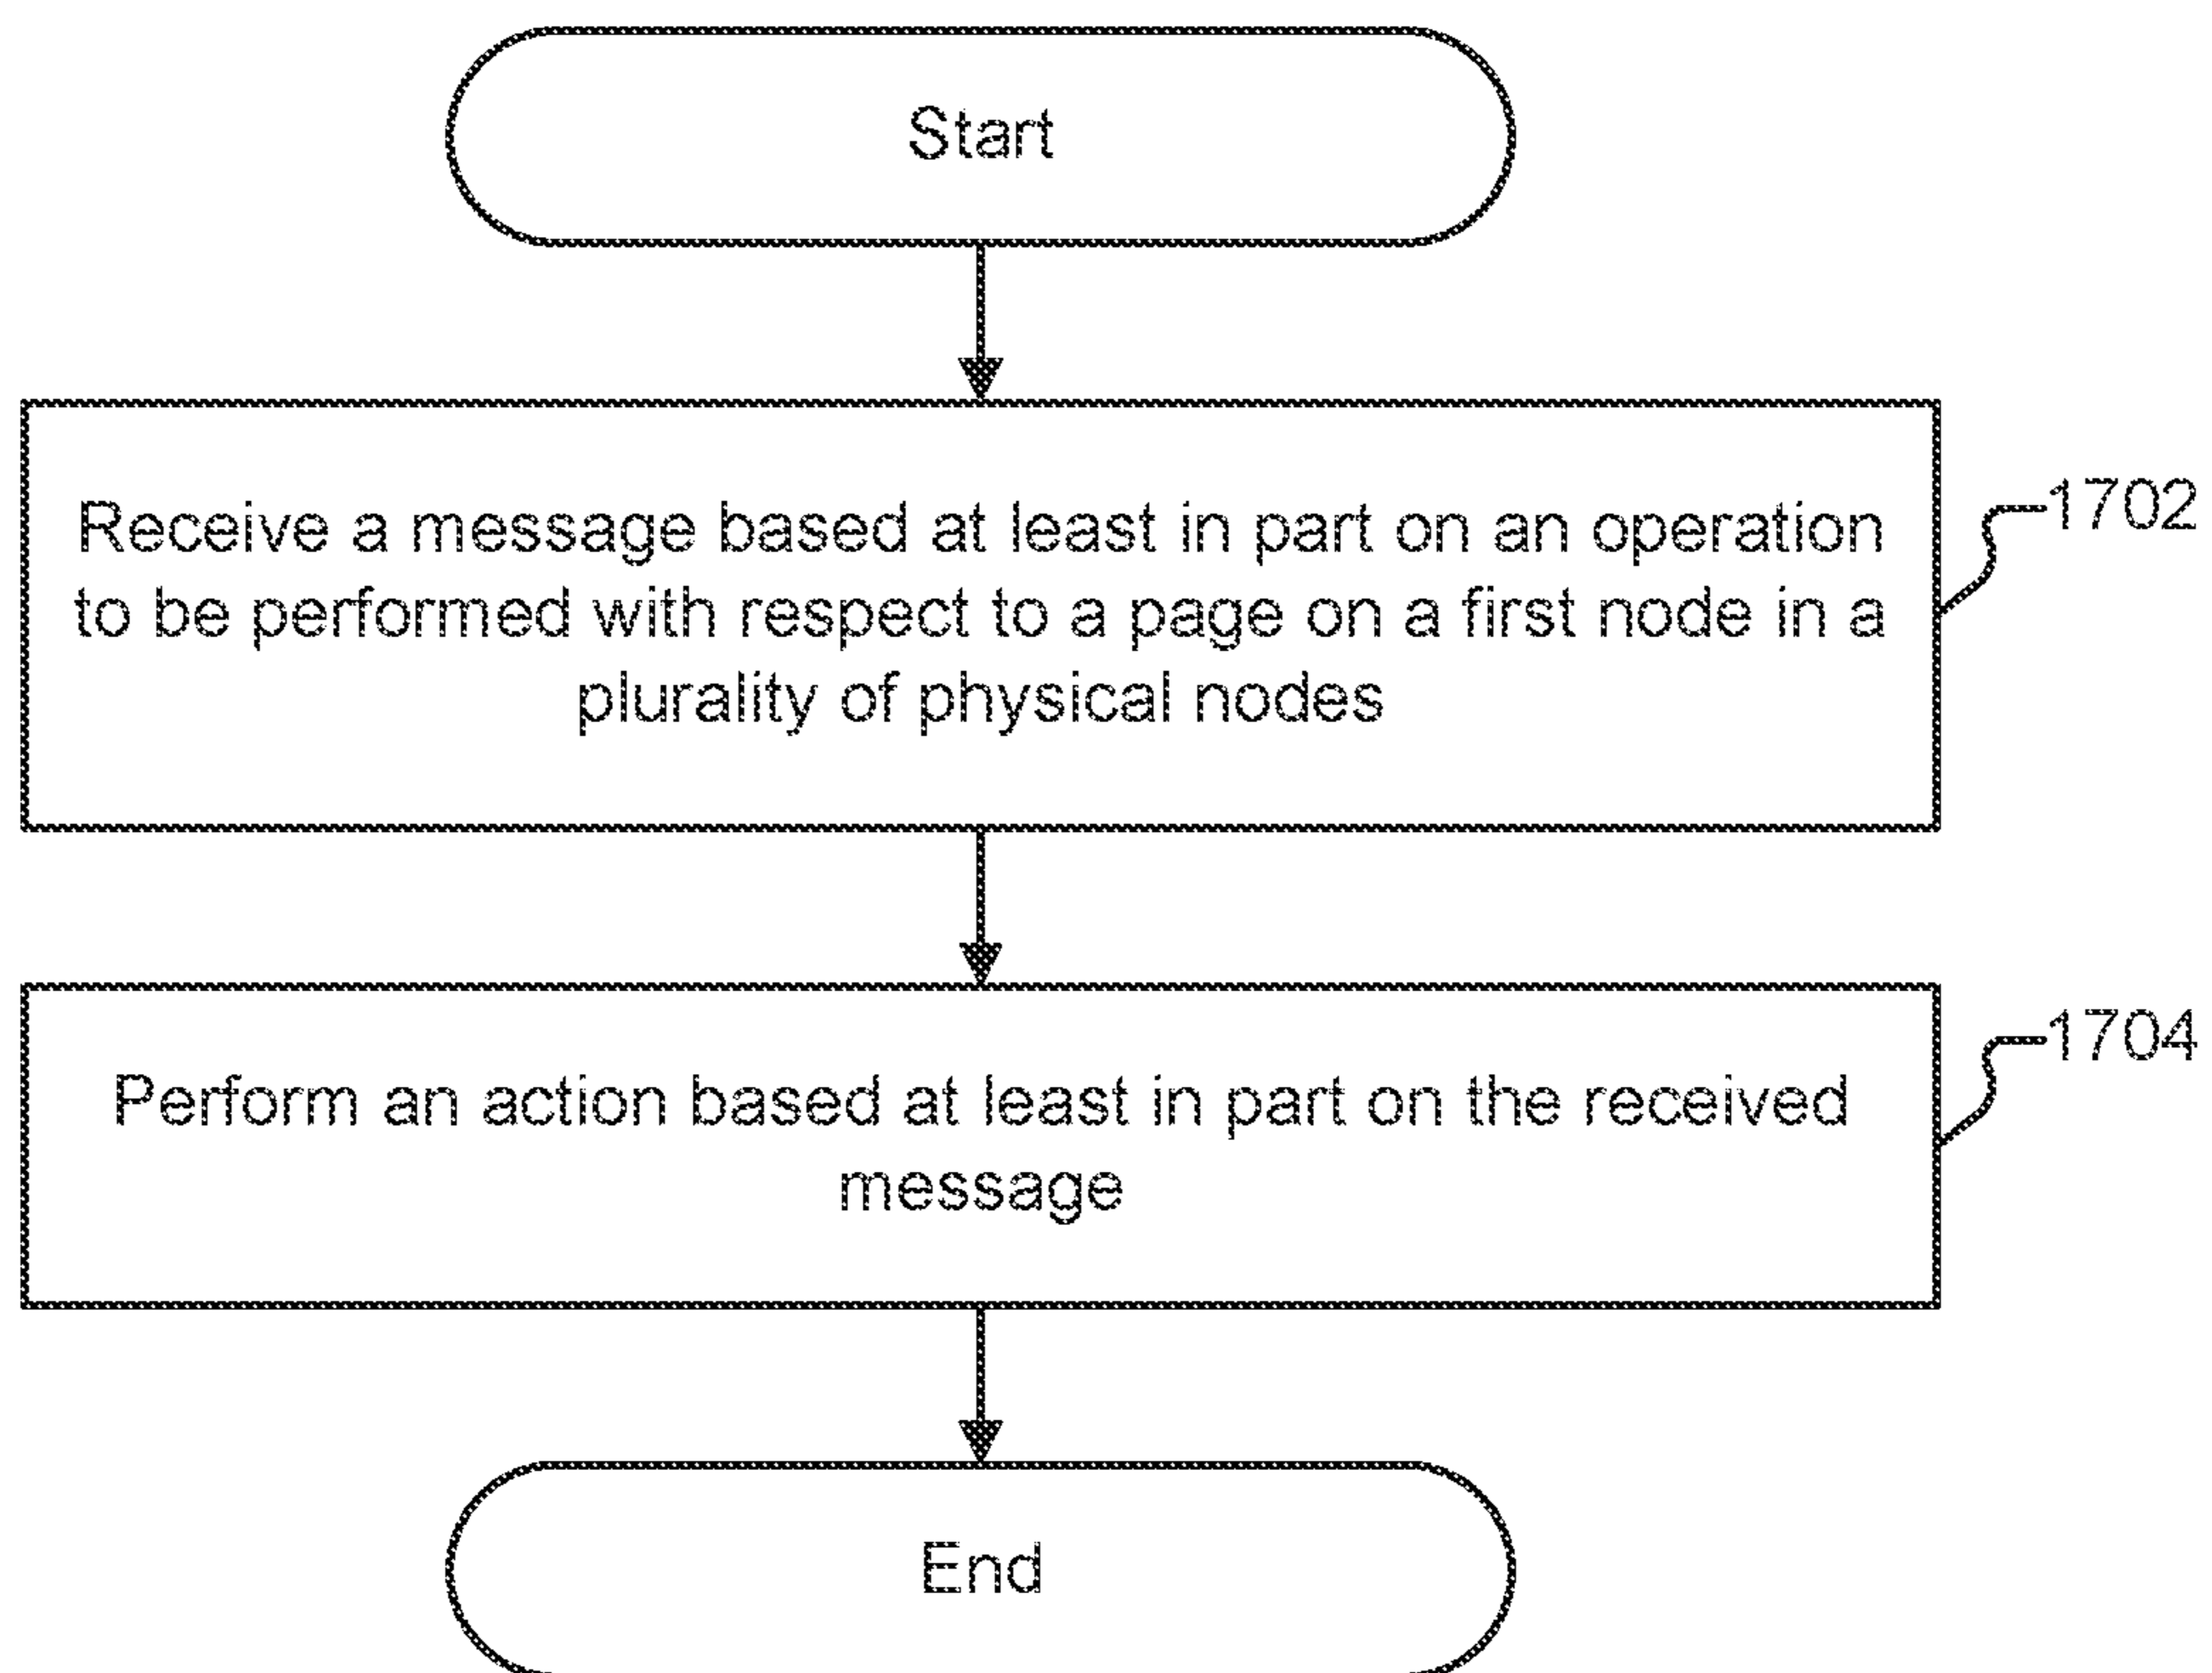 Start
Receive a message based at least in part on an operation
to be performed with respect to a page on a first node in a
plurality of physical nodes
1702
Perform an action based at least in part on the received
message
1704
End